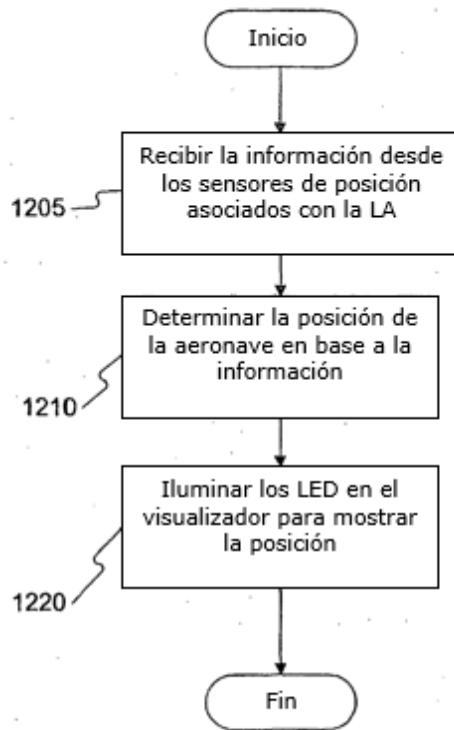 Inicio
Recibir la información desde
los sensores de posición
asociados con la LA
1205
Determinar la posición de
la aeronave en base a la
información
1210
Iluminar los LED en el
visualizador para mostrar
la posición
1220
Fin